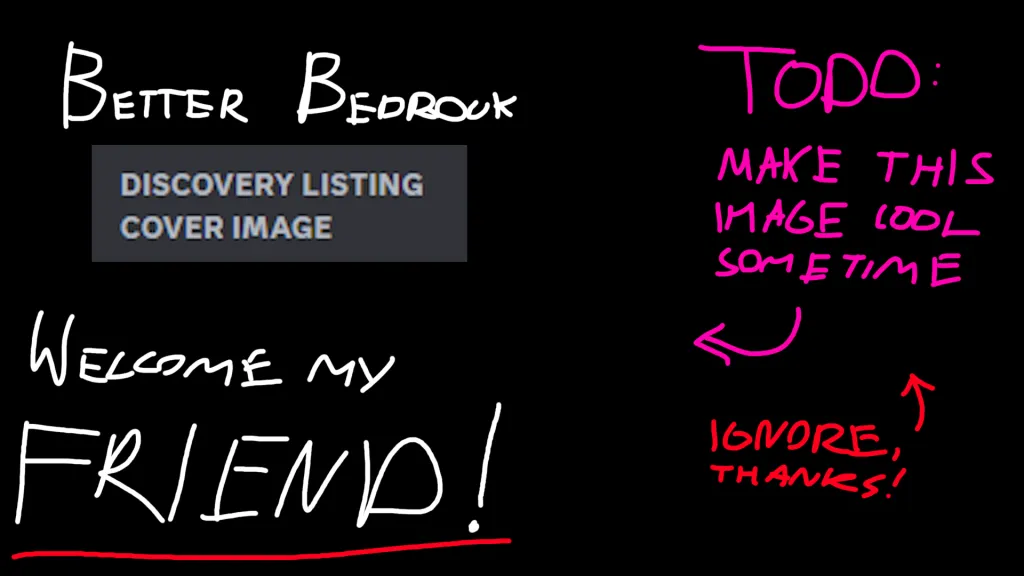 BETTER BEDROCK
DISCOVERY LISTING
COVER IMAGE
WELCOME MY
FRIEND!
TODO:
MAKE THIS
IMAGE COOL
SOMETIME
IGNORE,
THANKS!